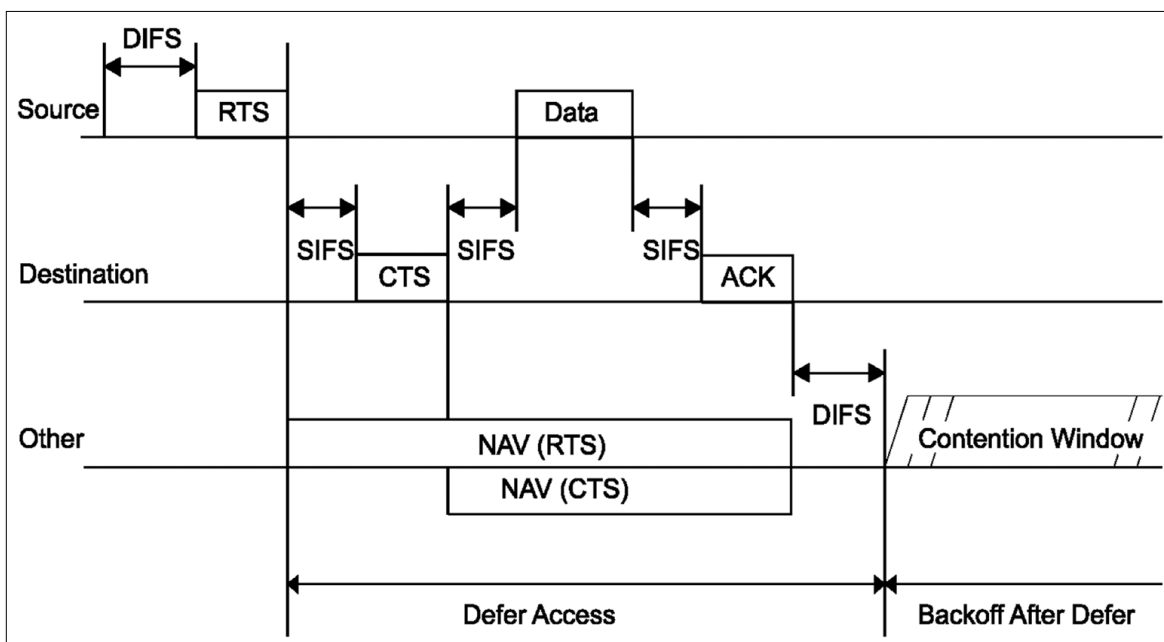 DIFS
Source
RTS
Data
SIFS
SIFS
SIFS
Destination
CTS
ACK
DIFS
Other
NAV (RTS)
Contention Window
NAV (CTS)
Defer Access
Backoff After Defer